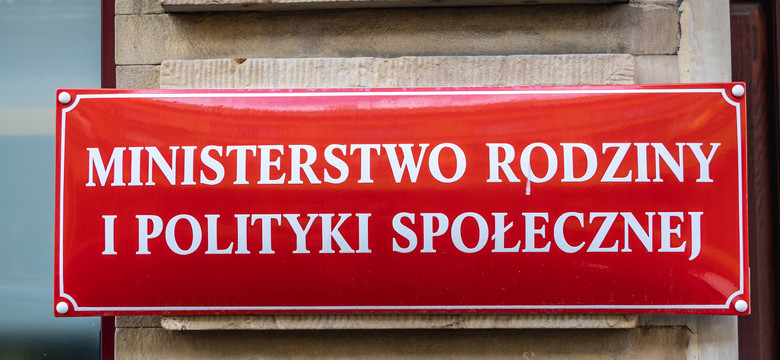 MINISTERSTWO RODZINY
I POLITYKI SPOŁECZNEJ